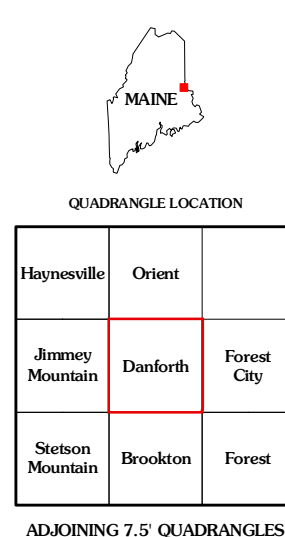 MAINE
QUADRANGLE LOCATION
Haynesville
Orient
Jimmey
Mountain
Danforth
Forest
City
Stetson
Mountain
Brookton
Forest
ADJOINING 7.5' QUADRANGLES